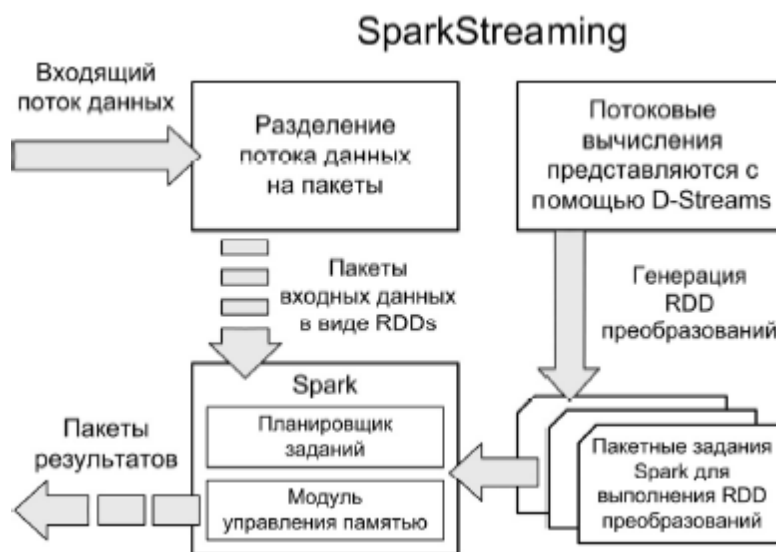 SparkStreaming
Входящий
поток данных
Разделение
потока данных
на пакеты
Потоковые
вычисления
представляются с
помощью D-Streams
Пакеты
входных данных
в виде RDDs
Генерация
RDD
преобразований
Spark
Планировщик
заданий
Модуль
управления памятью
Пакеты
результатов
Пакетные задания
Spark для
выполнения RDD
преобразований